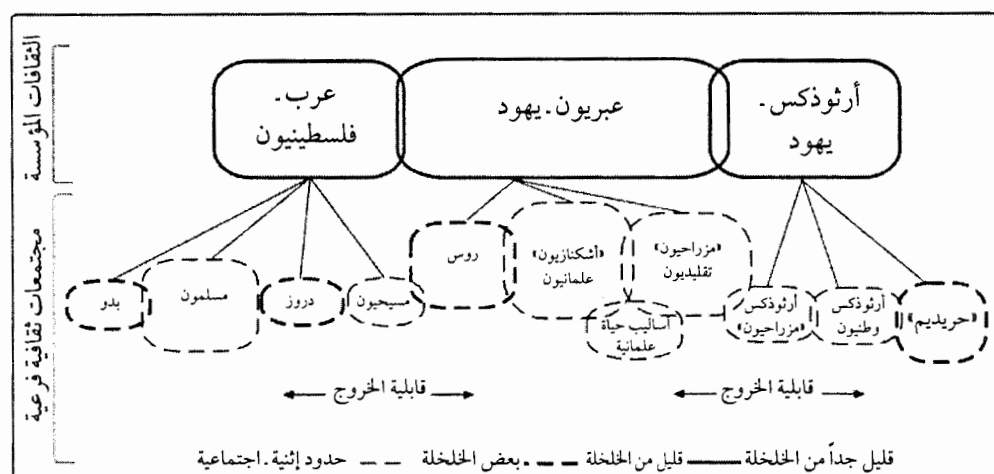 الثقافات المؤسسة
أرثوذكس-
يهود
عبريون-يهود
عرب-
فلسطينيون
مجتمعات ثقافية فرعية
«حريديم»
أرثوذكس
وطنيون
أرثوذكس
«مزراحيون»
«مزراحيون»
تقليديون
أساليب حياة
علمانية
«أشكنازيون»
علمانيون
روس
مسيحيون
دروز
مسلمون
بدو
قابلية الخروج
قابلية الخروج
قليل جداً من الخلخلة
قليل من الخلخلة
بعض الخلخلة
حدود إثنية-اجتماعية